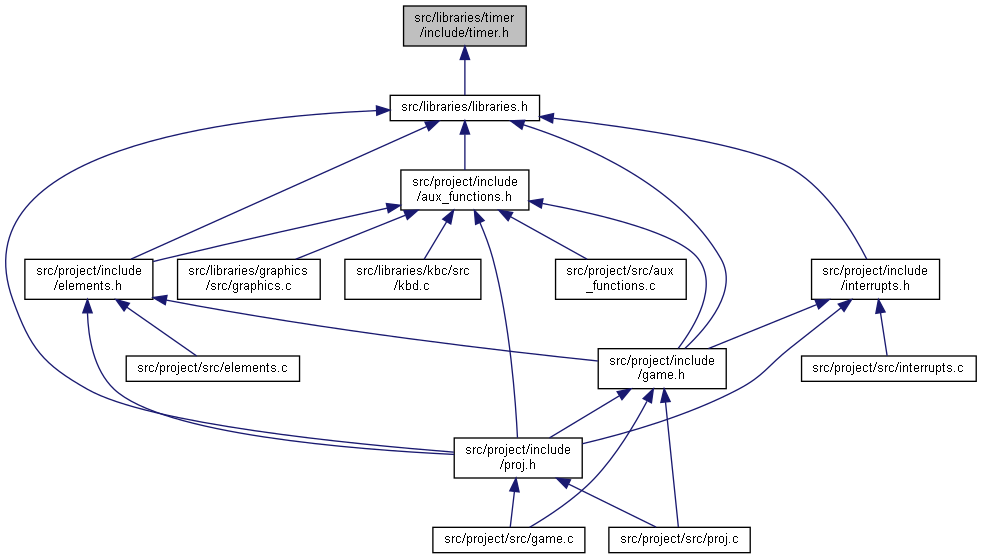 src/libraries/timer
/include/timer.h
src/libraries/libraries.h
src/project/include
/aux_functions.h
src/project/include
/elements.h
src/libraries/graphics
/src/graphics.c
src/libraries/kbc/src
/kbd.c
src/project/src/aux
_functions.c
src/project/include
/interrupts.h
src/project/src/elements.c
src/project/include
/game.h
src/project/src/interrupts.c
src/project/include
/proj.h
src/project/src/game.c
src/project/src/proj.c